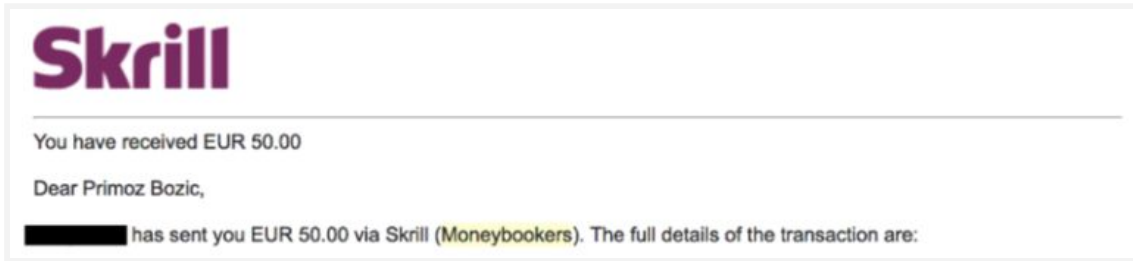 Skrill
You have received EUR 50.00
Dear Primoz Bozic,
has sent you EUR 50.00 via Skrill (Moneybookers). The full details of the transaction are: